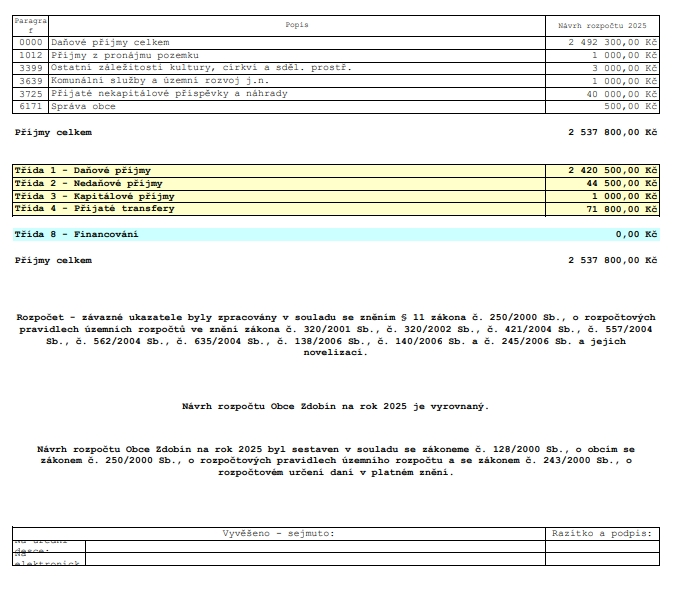 Paragra
f Popis Návrh rozpočtu 2025
0000 Daňové příjmy celkem 2 492 300,00 Kč
1012 Příjmy z pronájmu pozemku 1 000,00 Kč
3399 Ostatní záležitosti kultury, církví a sděl. prostř. 3 000,00 Kč
3639 Komunální služby a územní rozvoj j.n. 1 000,00 Kč
3725 Přijaté nekapitálové příspěvky a náhrady 40 000,00 Kč
6171 Správa obce 500,00 Kč
Příjmy celkem 2 537 800,00 Kč
Třída 1 - Daňové příjmy 2 420 500,00 Kč
Třída 2 - Nedaňové příjmy 44 500,00 Kč
Třída 3 - Kapitálové příjmy 1 000,00 Kč
Třída 4 - Přijaté transfery 71 800,00 Kč
Třída 8 - Financování 0,00 Kč
Příjmy celkem 2 537 800,00 Kč
Rozpočet - závazné ukazatele byly zpracovány v souladu se zněním § 11 zákona č. 250/2000 Sb., o rozpočtových
pravidlech územních rozpočtů ve znění zákona č. 320/2001 Sb., č. 320/2002 Sb., č. 421/2004 Sb., č. 557/2004
Sb., č. 562/2004 Sb., č. 635/2004 Sb., č. 138/2006 Sb., č. 140/2006 Sb. a č. 245/2006 Sb. a jejich
novelizací.
Návrh rozpočtu Obce Zdobín na rok 2025 je vyrovnaný.
Návrh rozpočtu Obce Zdobín na rok 2025 byl sestaven v souladu se zákoneme č. 128/2000 Sb., o obcím se
zákonem č. 250/2000 Sb., o rozpočtových pravidlech územního rozpočtu a se zákonem č. 243/2000 Sb., o
rozpočtovém určení daní v platném znění.
Vyvěšeno - sejmuto: Razítko a podpis:
Na úřední
desce:
Na
elektronick